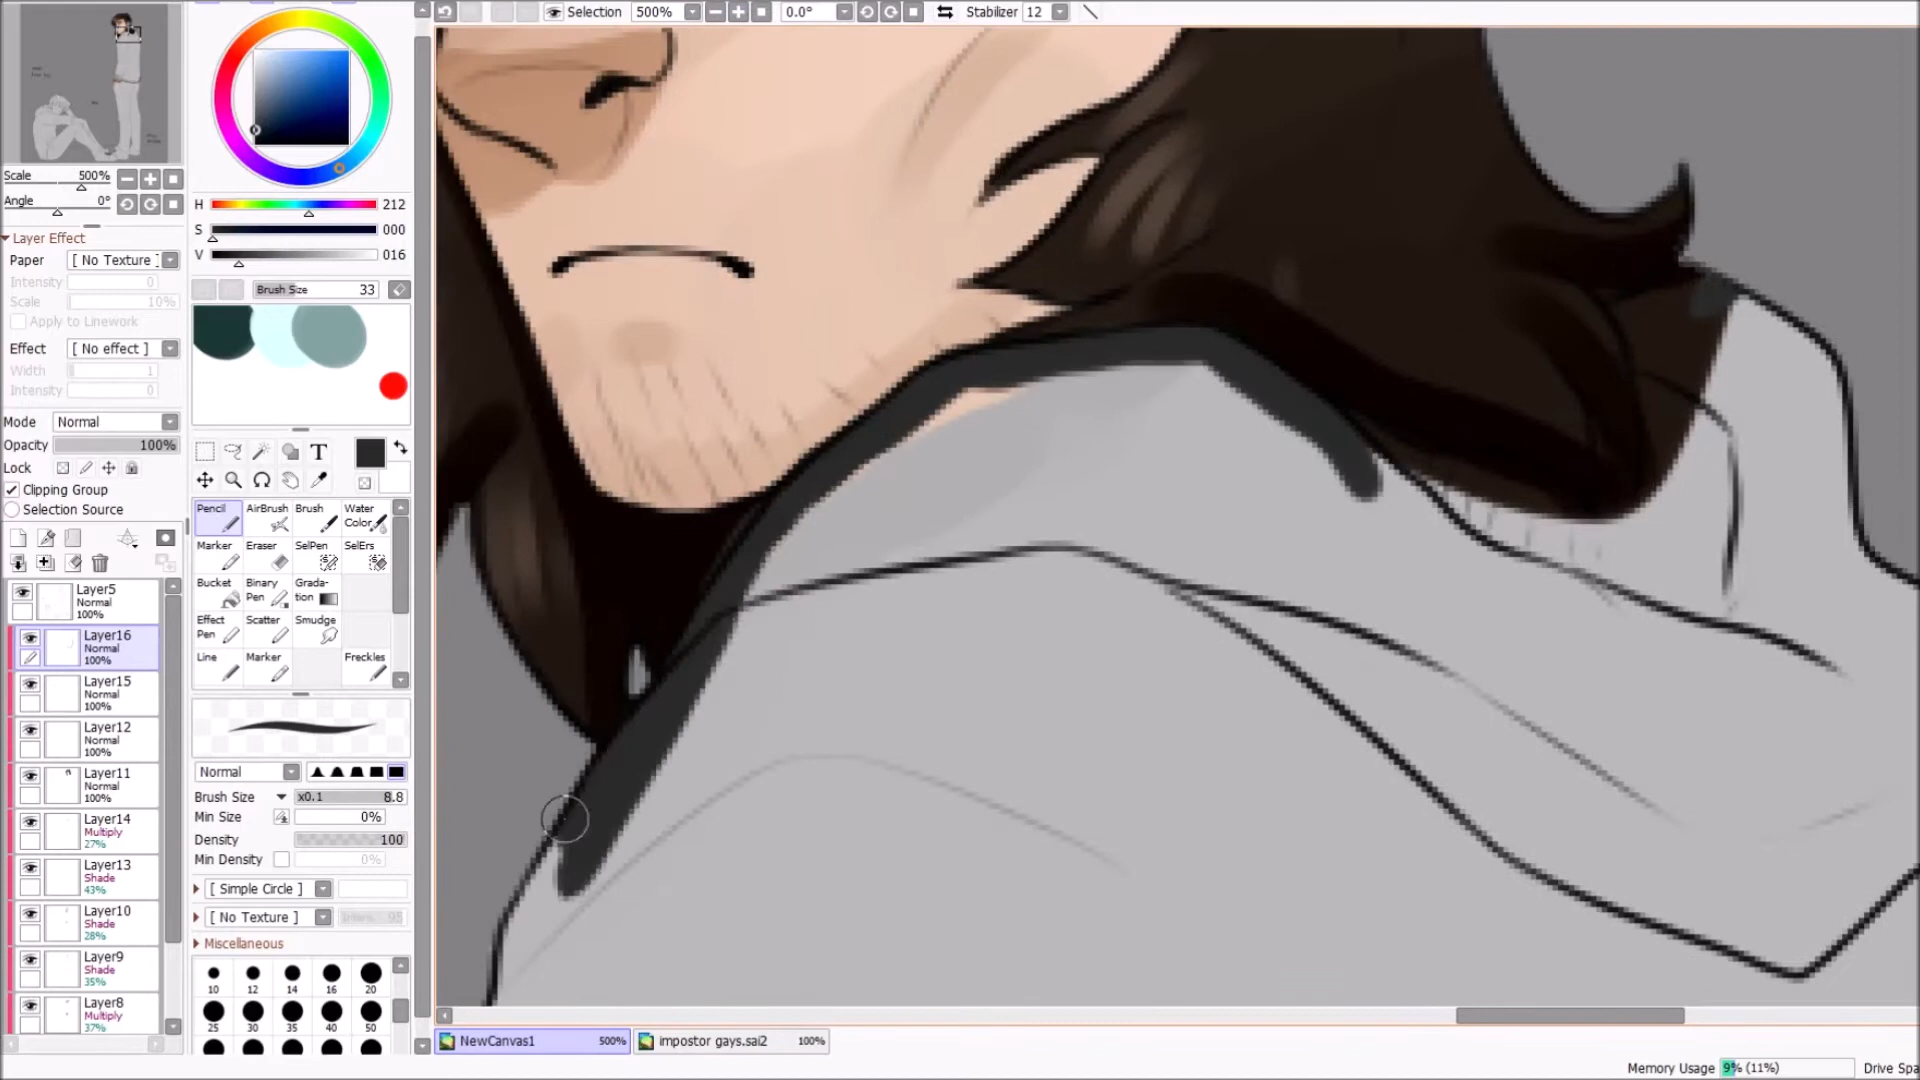 Selection 500% 0.0° Stabilizer 12
Scale 500%
Angle 0°
Layer Effect
Paper [ No Texture ]
Intensity 0
Scale 10%
Apply to Linework
Effect [ No effect ]
Width 1
Intensity 0
Mode Normal
Opacity 100%
Lock
Clipping Group
Selection Source
Layer5
Normal
100%
Layer16
Normal
100%
Layer15
Normal
100%
Layer12
Normal
100%
Layer11
Normal
100%
Layer14
Multiply
27%
Layer13
Shade
43%
Layer10
Shade
28%
Layer9
Shade
35%
Layer8
Multiply
37%
H 212
S 000
V 016
Brush Size 33
T
Pencil AirBrush Brush Water Color
Marker Eraser SelPen SelErs
Bucket Binary Pen Grada-tion
Effect Pen Scatter Smudge
Line Marker Freckles
Normal
Brush Size x0.1 8.8
Min Size 0%
Density 100
Min Density 0%
[ Simple Circle ]
[ No Texture ] 95
Miscellaneous
10 12 14 16 20
25 30 35 40 50
NewCanvas1 500% impostor gays.sai2 100%
Memory Usage 9% (11%) Drive Spa